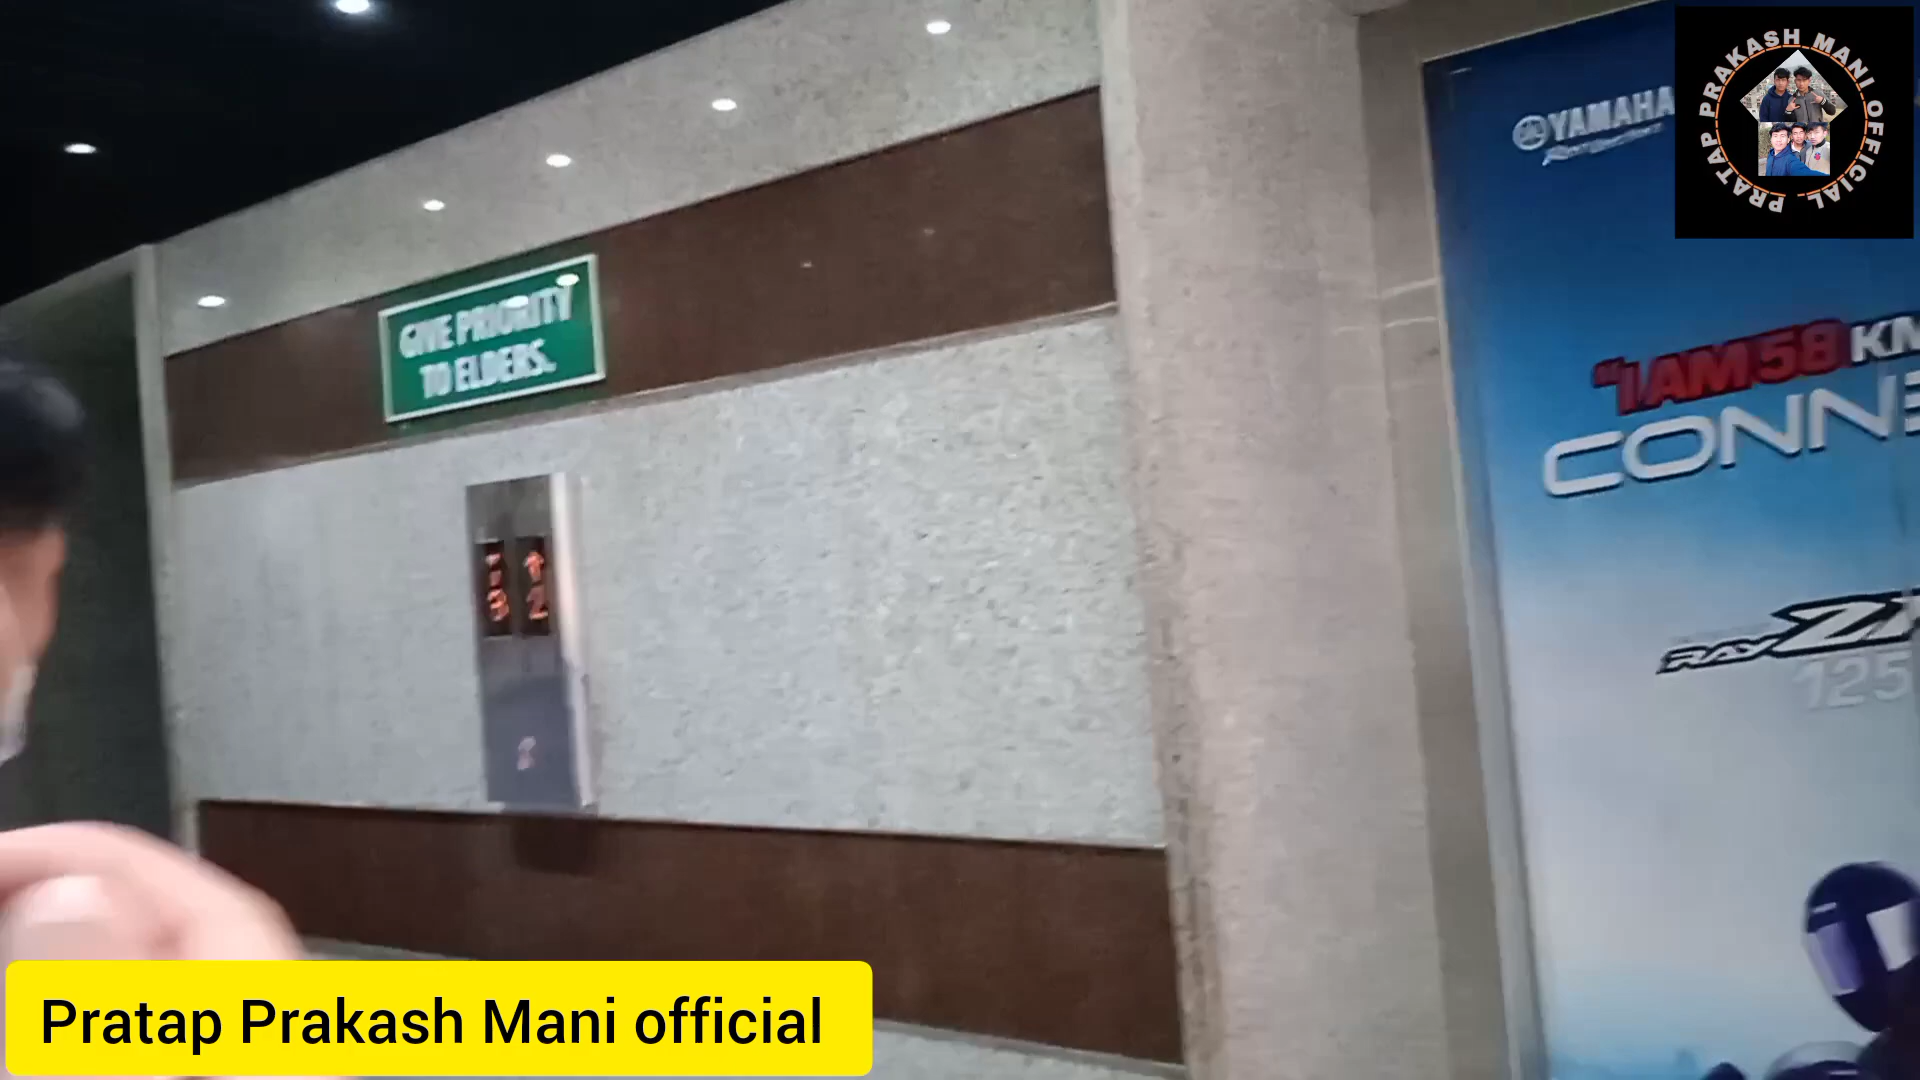 GIVE PRIORITY
TO ELDERS.
3 2
YAMAHA
"I AM 58 KM
CONNE
RAY ZR
125
PRATAP PRAKASH MANI OFFICIAL
Pratap Prakash Mani official